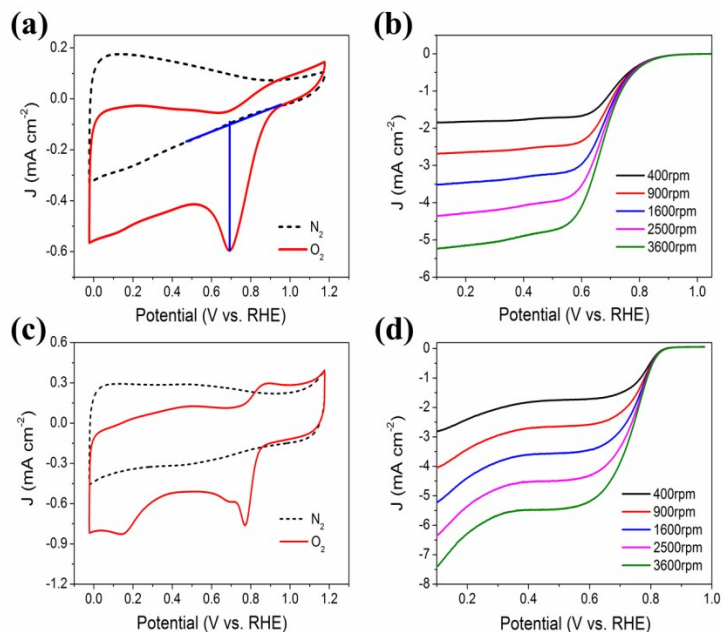 (a)
0.2
0.0
-0.2
-0.4
-0.6
J (mA cm⁻²)
N₂
O₂
0.0 0.2 0.4 0.6 0.8 1.0 1.2
Potential (V vs. RHE)
(b)
0
-1
-2
-3
-4
-5
-6
J (mA cm⁻²)
400rpm
900rpm
1600rpm
2500rpm
3600rpm
0.2 0.4 0.6 0.8 1.0
Potential (V vs. RHE)
(c)
0.6
0.3
0.0
-0.3
-0.6
-0.9
-1.2
J (mA cm⁻²)
N₂
O₂
0.0 0.2 0.4 0.6 0.8 1.0 1.2
Potential (V vs. RHE)
(d)
0
-1
-2
-3
-4
-5
-6
-7
-8
J (mA cm⁻²)
400rpm
900rpm
1600rpm
2500rpm
3600rpm
0.2 0.4 0.6 0.8 1.0
Potential (V vs. RHE)